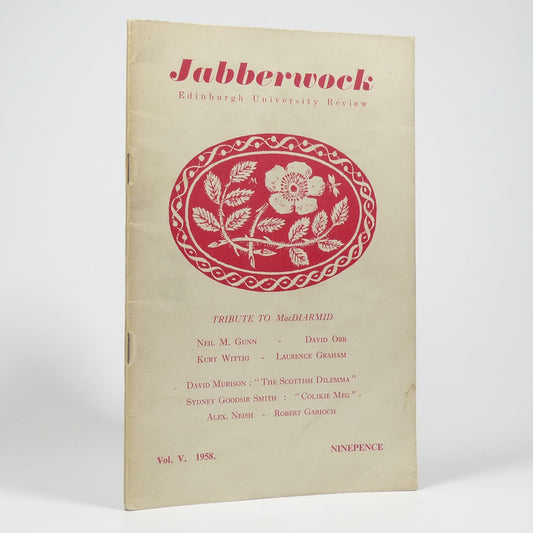 Jabberwock
Edinburgh University Review
TRIBUTE TO MacDIARMID
NEIL M. GUNN - DAVID ORR
KURT WITTIG - LAURENCE GRAHAM
DAVID MURISON : "THE SCOTTISH DILEMMA"
SYDNEY GOODSIR SMITH : "COLIKIE MEG"
ALEX. NEISH - ROBERT GARIOCH
Vol. V. 1958. NINEPENCE